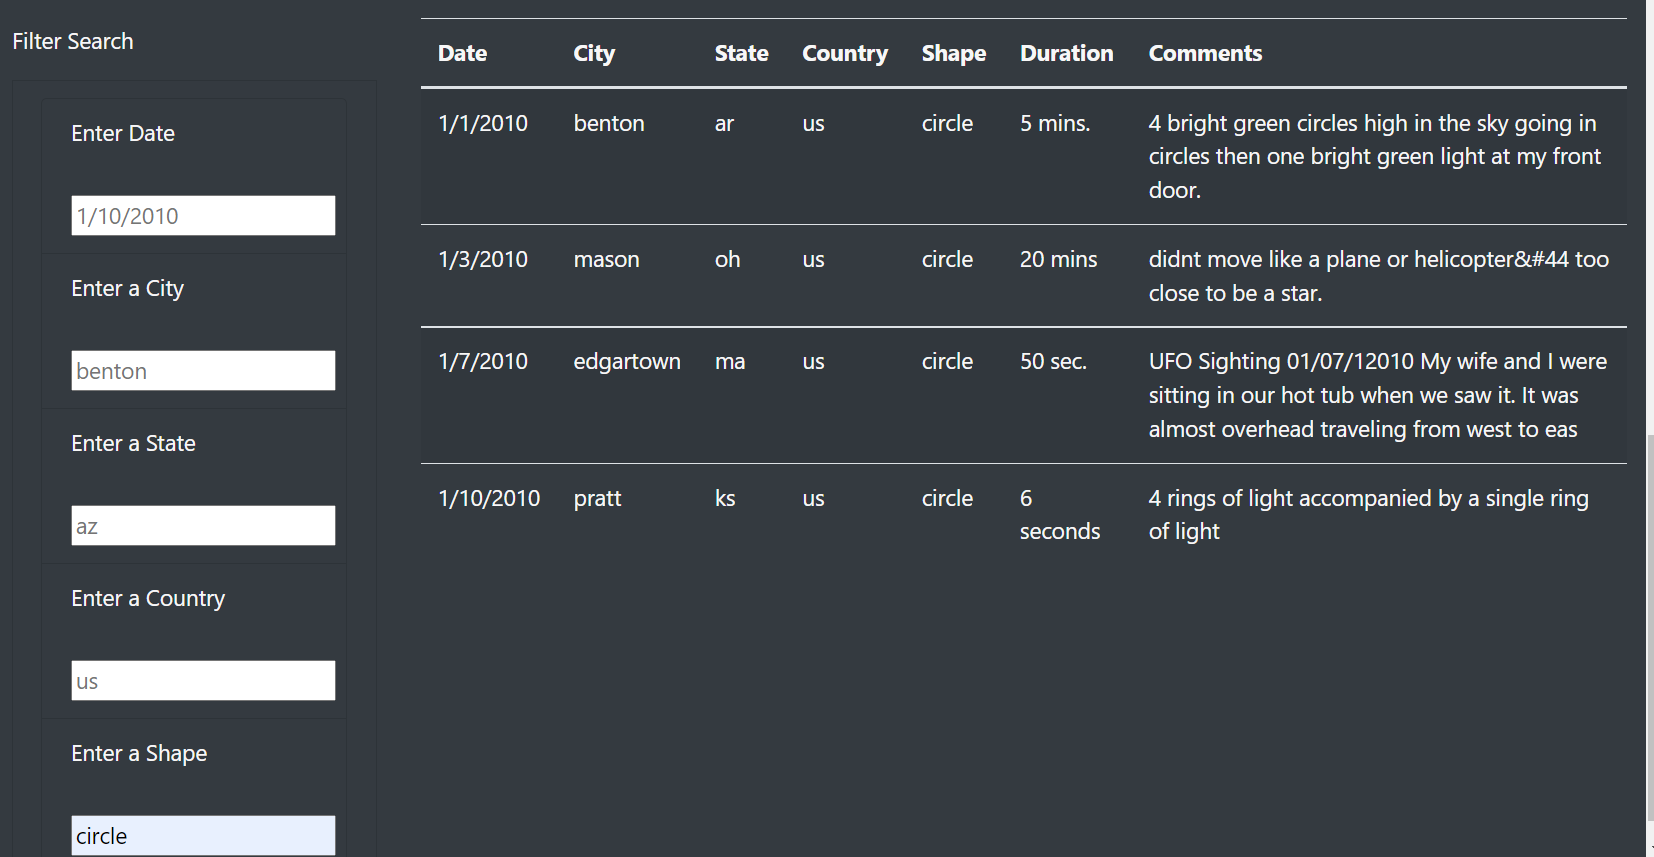 Filter Search
Enter Date
1/10/2010
Enter a City
benton
Enter a State
az
Enter a Country
us
Enter a Shape
circle
Date City State Country Shape Duration Comments
1/1/2010 benton ar us circle 5 mins. 4 bright green circles high in the sky going in
circles then one bright green light at my front
door.
1/3/2010 mason oh us circle 20 mins didnt move like a plane or helicopter&#44 too
close to be a star.
1/7/2010 edgartown ma us circle 50 sec. UFO Sighting 01/07/12010 My wife and I were
sitting in our hot tub when we saw it. It was
almost overhead traveling from west to eas
1/10/2010 pratt ks us circle 6 4 rings of light accompanied by a single ring
seconds of light